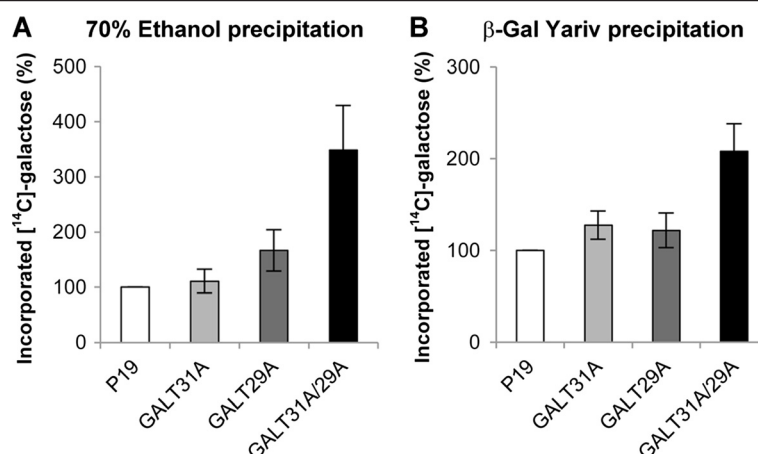 A
70% Ethanol precipitation
Incorporated [¹⁴C]-galactose (%)
500
400
300
200
100
0
P19
GALT31A
GALT29A
GALT31A/29A
B
β-Gal Yariv precipitation
Incorporated [¹⁴C]-galactose (%)
300
200
100
0
P19
GALT31A
GALT29A
GALT31A/29A